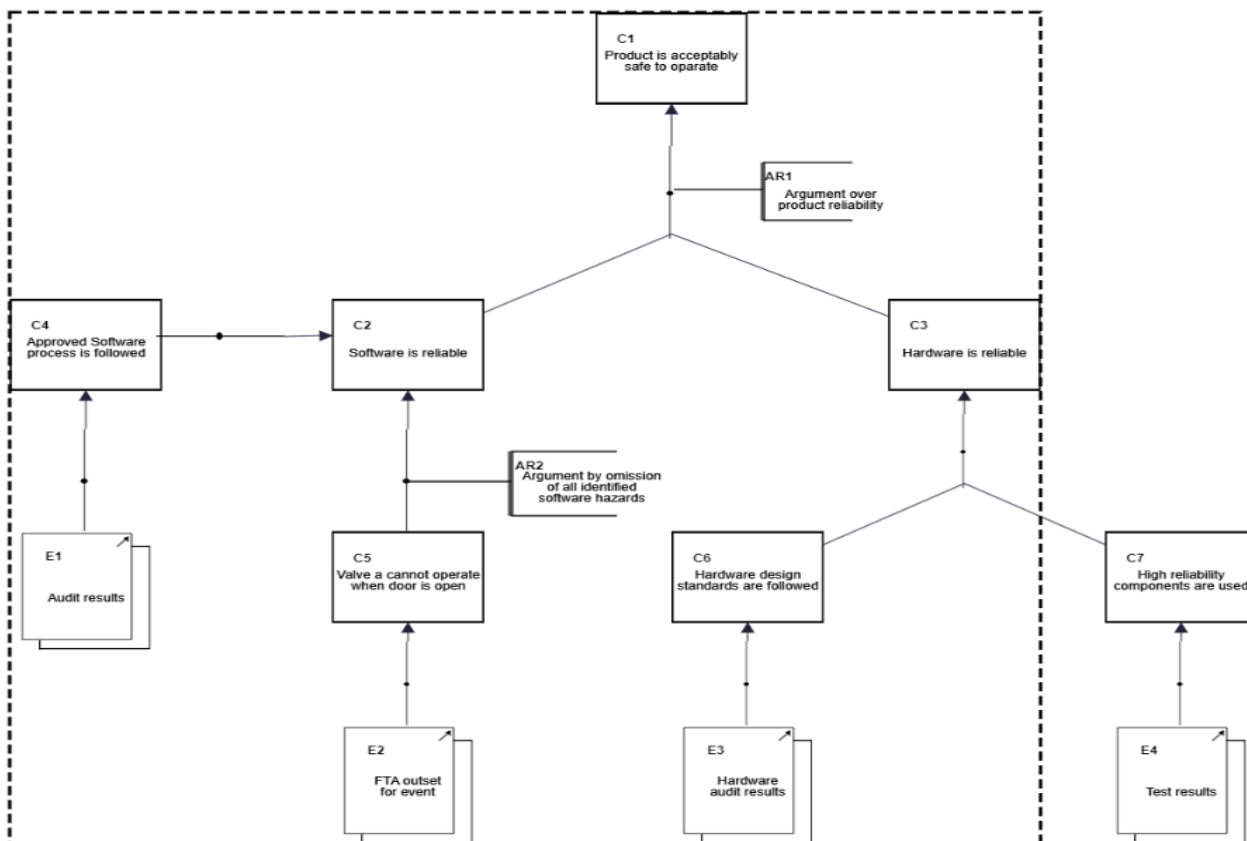 C1
Product is acceptably
safe to oparate
AR1
Argument over
product reliability
C4
Approved Software
process is followed
C2
Software is reliable
C3
Hardware is reliable
AR2
Argument by omission
of all identified
software hazards
E1
Audit results
C5
Valve a cannot operate
when door is open
C6
Hardware design
standards are followed
C7
High reliability
components are used
E2
FTA outset
for event
E3
Hardware
audit results
E4
Test results